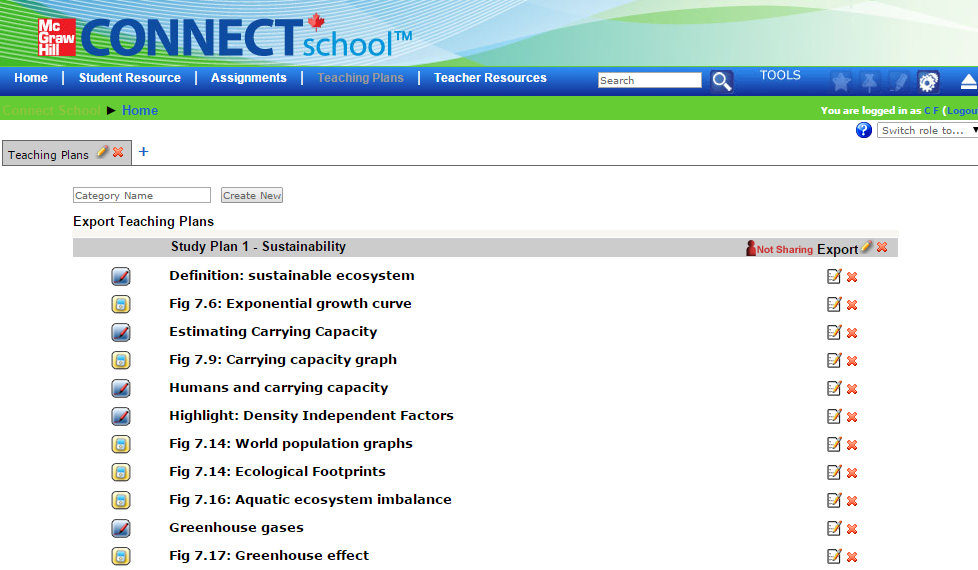 Mc
Graw
Hill
CONNECT school™
Home | Student Resource | Assignments | Teaching Plans | Teacher Resources
Search
TOOLS
Connect School ► Home
You are logged in as C F (Logou
? Switch role to...
Teaching Plans +
Category Name Create New
Export Teaching Plans
Study Plan 1 - Sustainability Not Sharing Export
Definition: sustainable ecosystem
Fig 7.6: Exponential growth curve
Estimating Carrying Capacity
Fig 7.9: Carrying capacity graph
Humans and carrying capacity
Highlight: Density Independent Factors
Fig 7.14: World population graphs
Fig 7.14: Ecological Footprints
Fig 7.16: Aquatic ecosystem imbalance
Greenhouse gases
Fig 7.17: Greenhouse effect